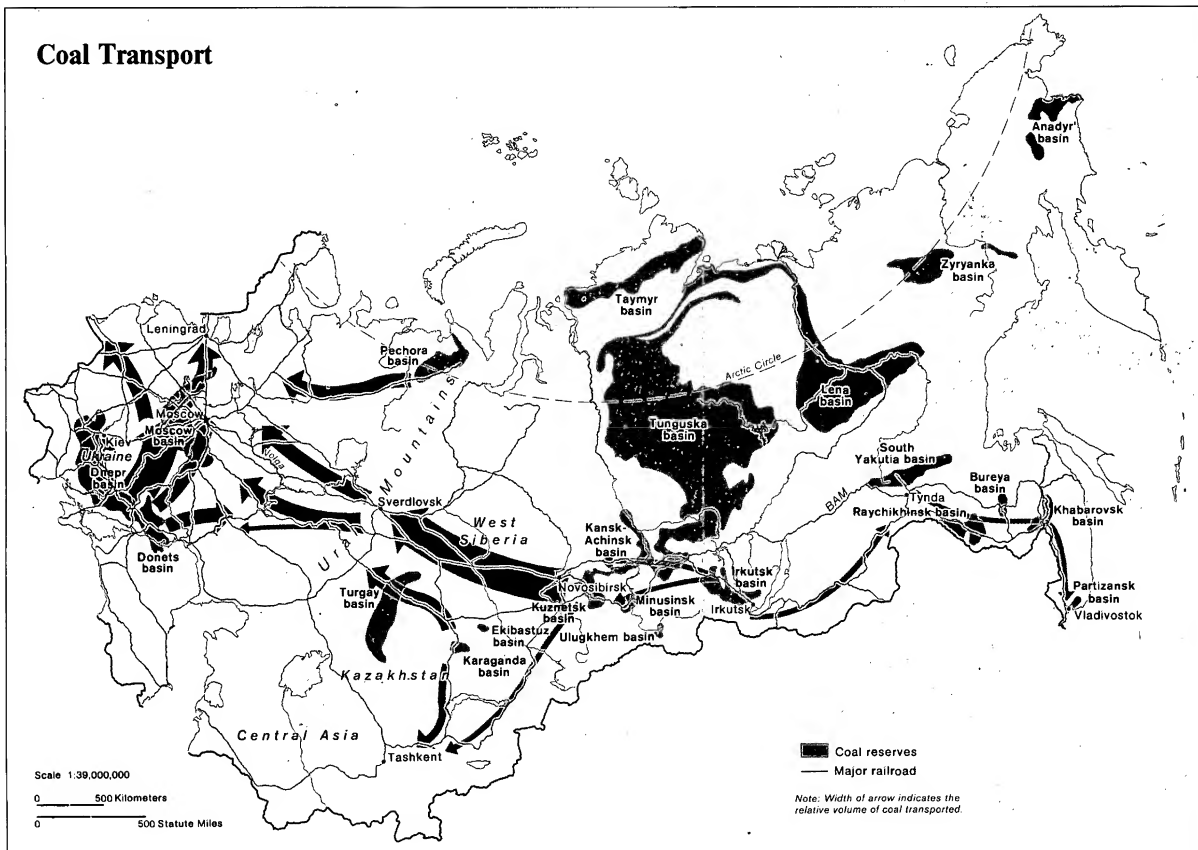 Coal Transport
Anadyr'
basin
Zyryanka
basin
Taymyr
basin
Leningrad
Pechora
basin
Arctic Circle
Lena
basin
Tunguska
basin
Moscow
Moscow
basin
Kiev
Ukraine
Dnepr
basin
Volga
Ural Mountains
Sverdlovsk
West
Siberia
South
Yakutia basin
BAM
Tynda
Bureya
basin
Raychikhinsk basin
Khabarovsk
basin
Kansk-
Achinsk
basin
Donets
basin
Turgay
basin
Novosibirsk
Kuznetsk
basin
Minusinsk
basin
Irkutsk
basin
Irkutsk
Partizansk
basin
Vladivostok
Ekibastuz
basin
Ulugkhem basin
Karaganda
basin
Kazakhstan
Central Asia
Tashkent
Scale 1:39,000,000
0 500 Kilometers
0 500 Statute Miles
Coal reserves
Major railroad
Note: Width of arrow indicates the
relative volume of coal transported.